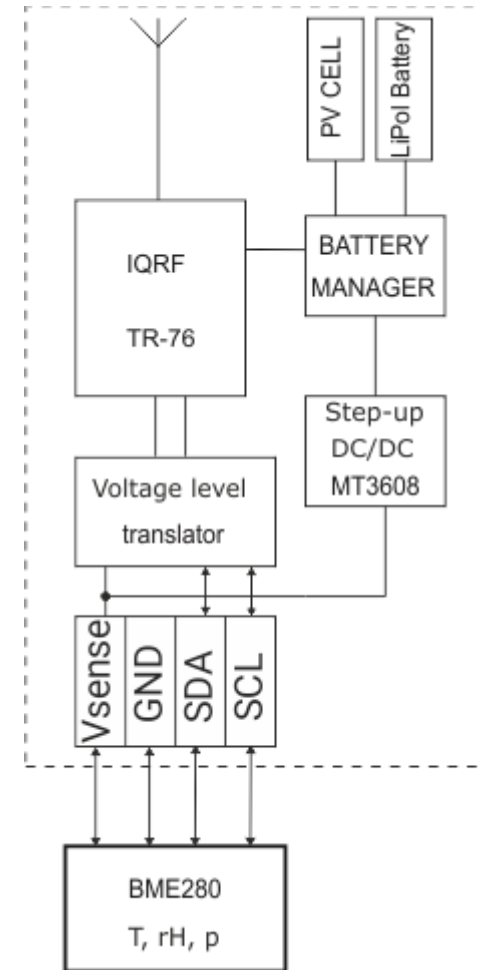 PV CELL
LiPol Battery
IQRF
TR-76
BATTERY
MANAGER
Step-up
DC/DC
MT3608
Voltage level
translator
Vsense
GND
SDA
SCL
BME280
T, rH, p